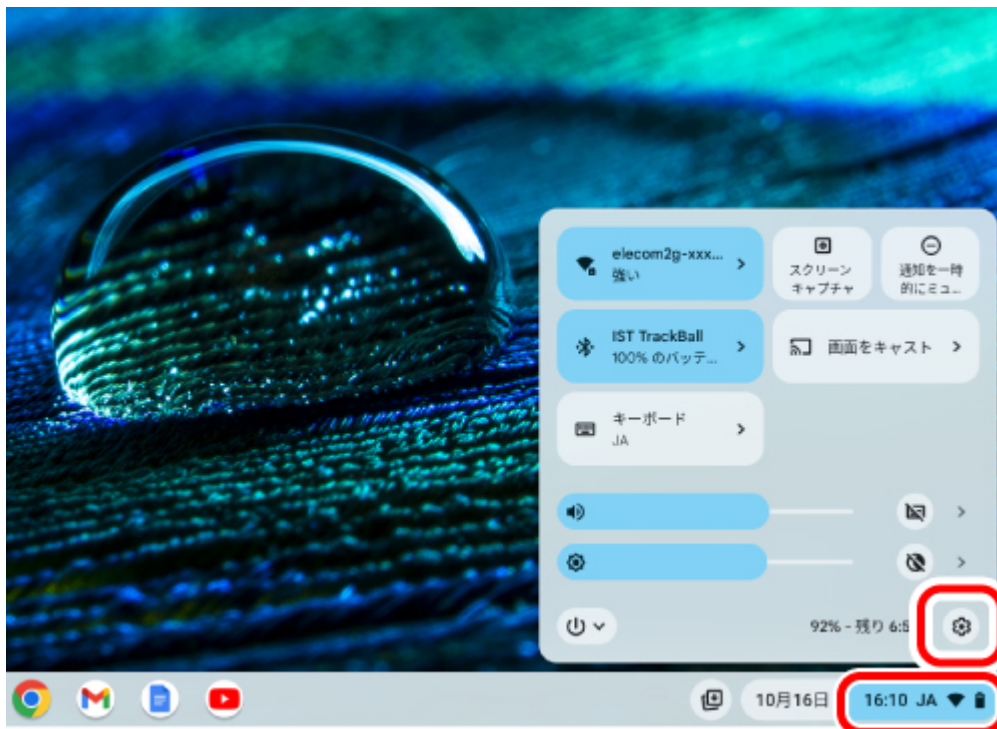 elecom2g-xxx...
強い
スクリーン
キャプチャ
通知を一時
的にミュ...
IST TrackBall
100% のバッテ...
画面をキャスト
キーボード
JA
92% - 残り 6:5
10月16日
16:10 JA